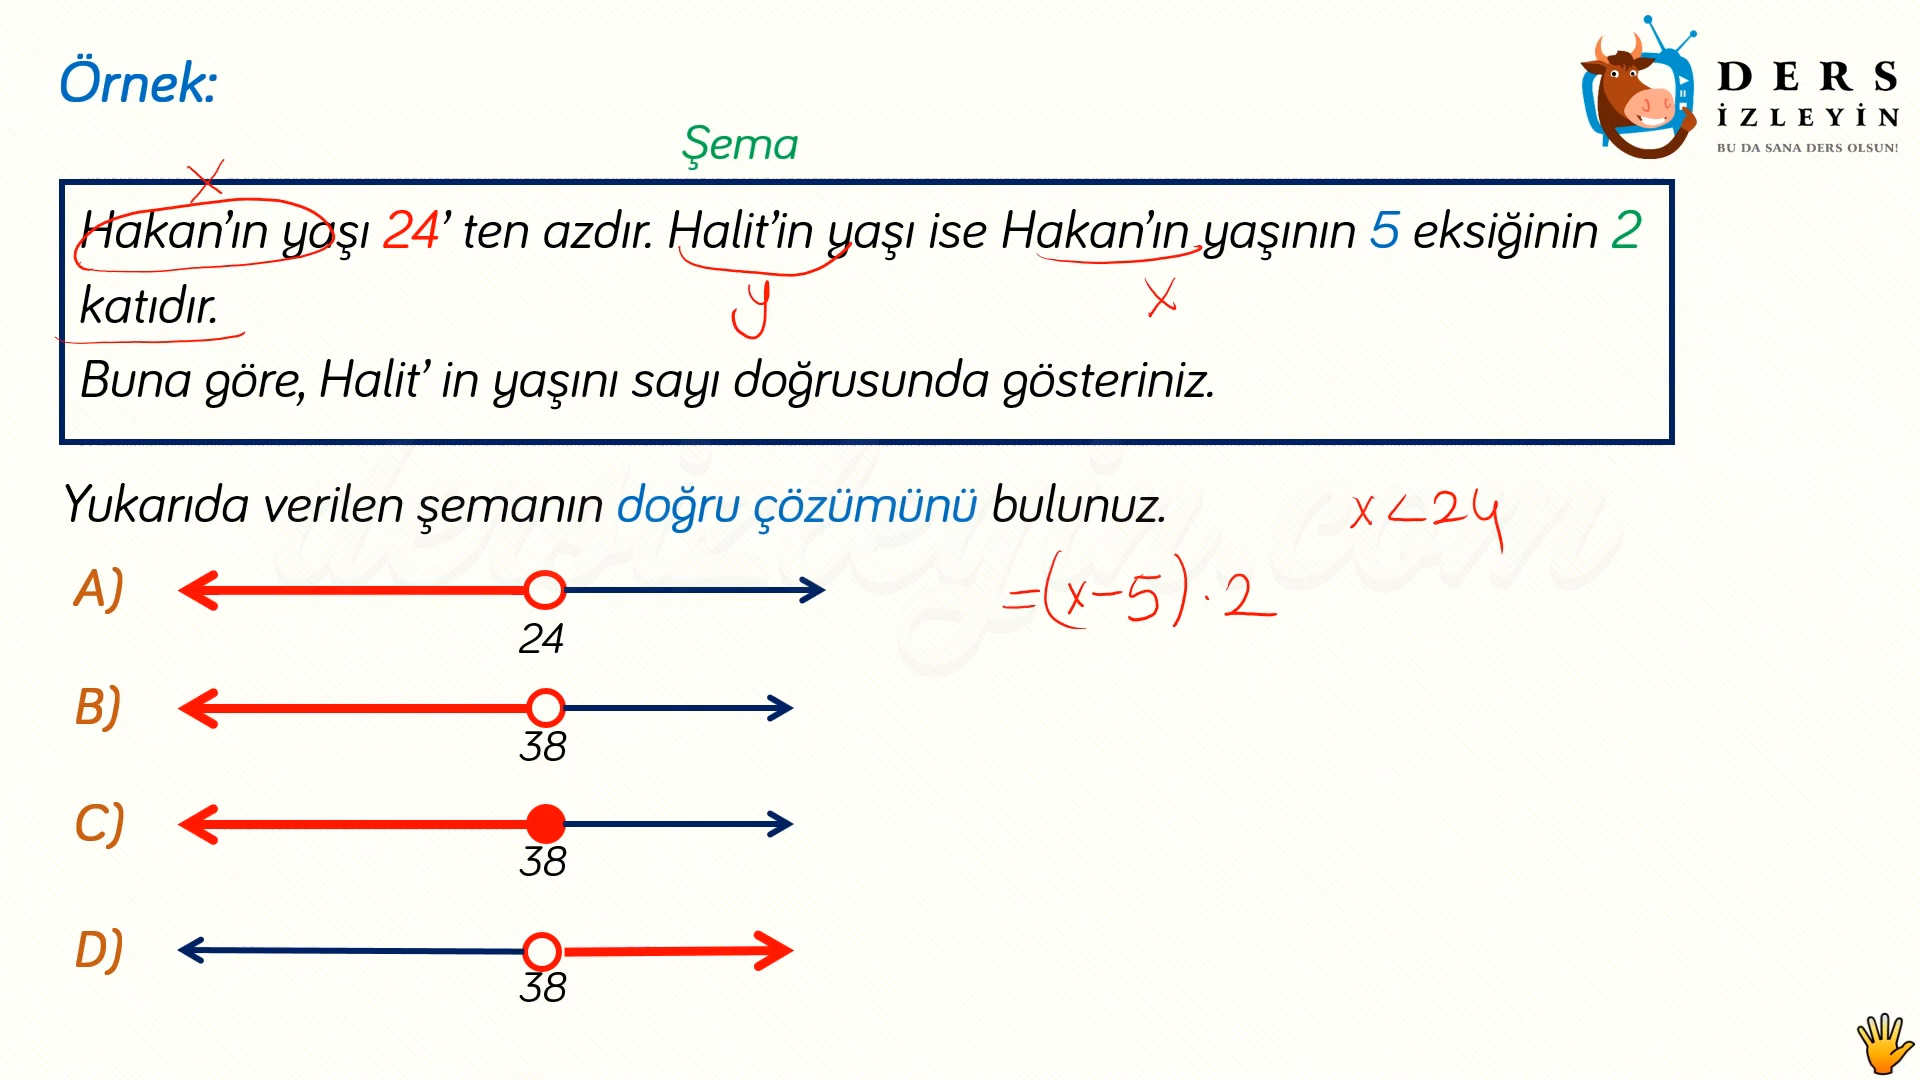 Örnek:
DERS
İZLEYİN
BU DA SANA DERS OLSUN!
Şema
x
Hakan’ın yaşı 24’ ten azdır. Halit’in yaşı ise Hakan’ın yaşının 5 eksiğinin 2
katıdır.
y
x
Buna göre, Halit’ in yaşını sayı doğrusunda gösteriniz.
Yukarıda verilen şemanın doğru çözümünü bulunuz.
x<24
=(x-5)·2
A)
24
B)
38
C)
38
D)
38